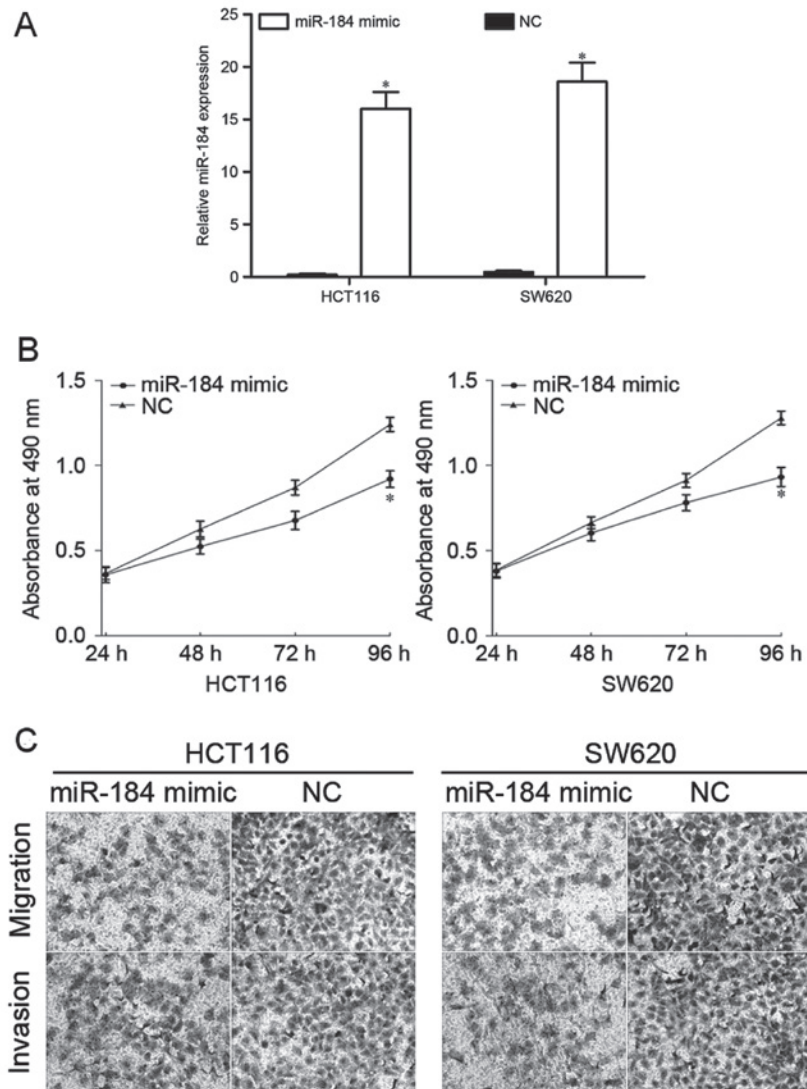 A
miR-184 mimic NC
Relative miR-184 expression
25
20
15
10
5
0
* *
HCT116 SW620
B
miR-184 mimic
NC
Absorbance at 490 nm
1.5
1.0
0.5
0.0
*
24 h 48 h 72 h 96 h
HCT116
miR-184 mimic
NC
Absorbance at 490 nm
1.5
1.0
0.5
0.0
*
24 h 48 h 72 h 96 h
SW620
C
HCT116 SW620
miR-184 mimic NC miR-184 mimic NC
Migration
Invasion